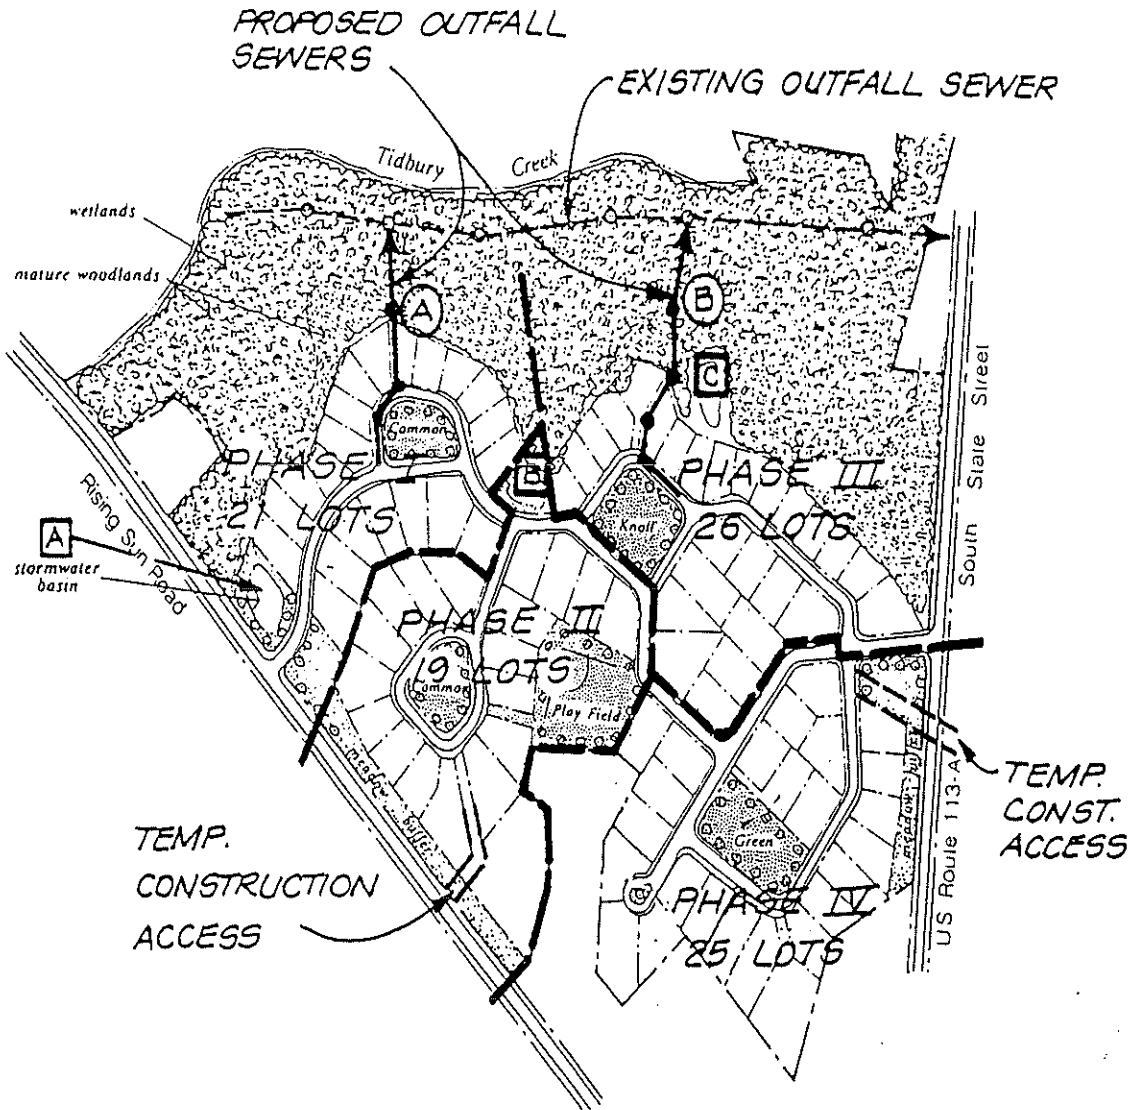 PROPOSED OUTFALL
SEWERS
EXISTING OUTFALL SEWER
Tidbury Creek
wetlands
mature woodlands
A
B
C
Common
PHASE I
21 LOTS
B
PHASE III
26 LOTS
Knoll
A
stormwater
basin
Rising Sun Road
South State Street
PHASE II
19 LOTS
Common
Play Field
meadow buffer
TEMP.
CONST.
ACCESS
TEMP.
CONSTRUCTION
ACCESS
Green
PHASE IV
25 LOTS
US Route 113 A